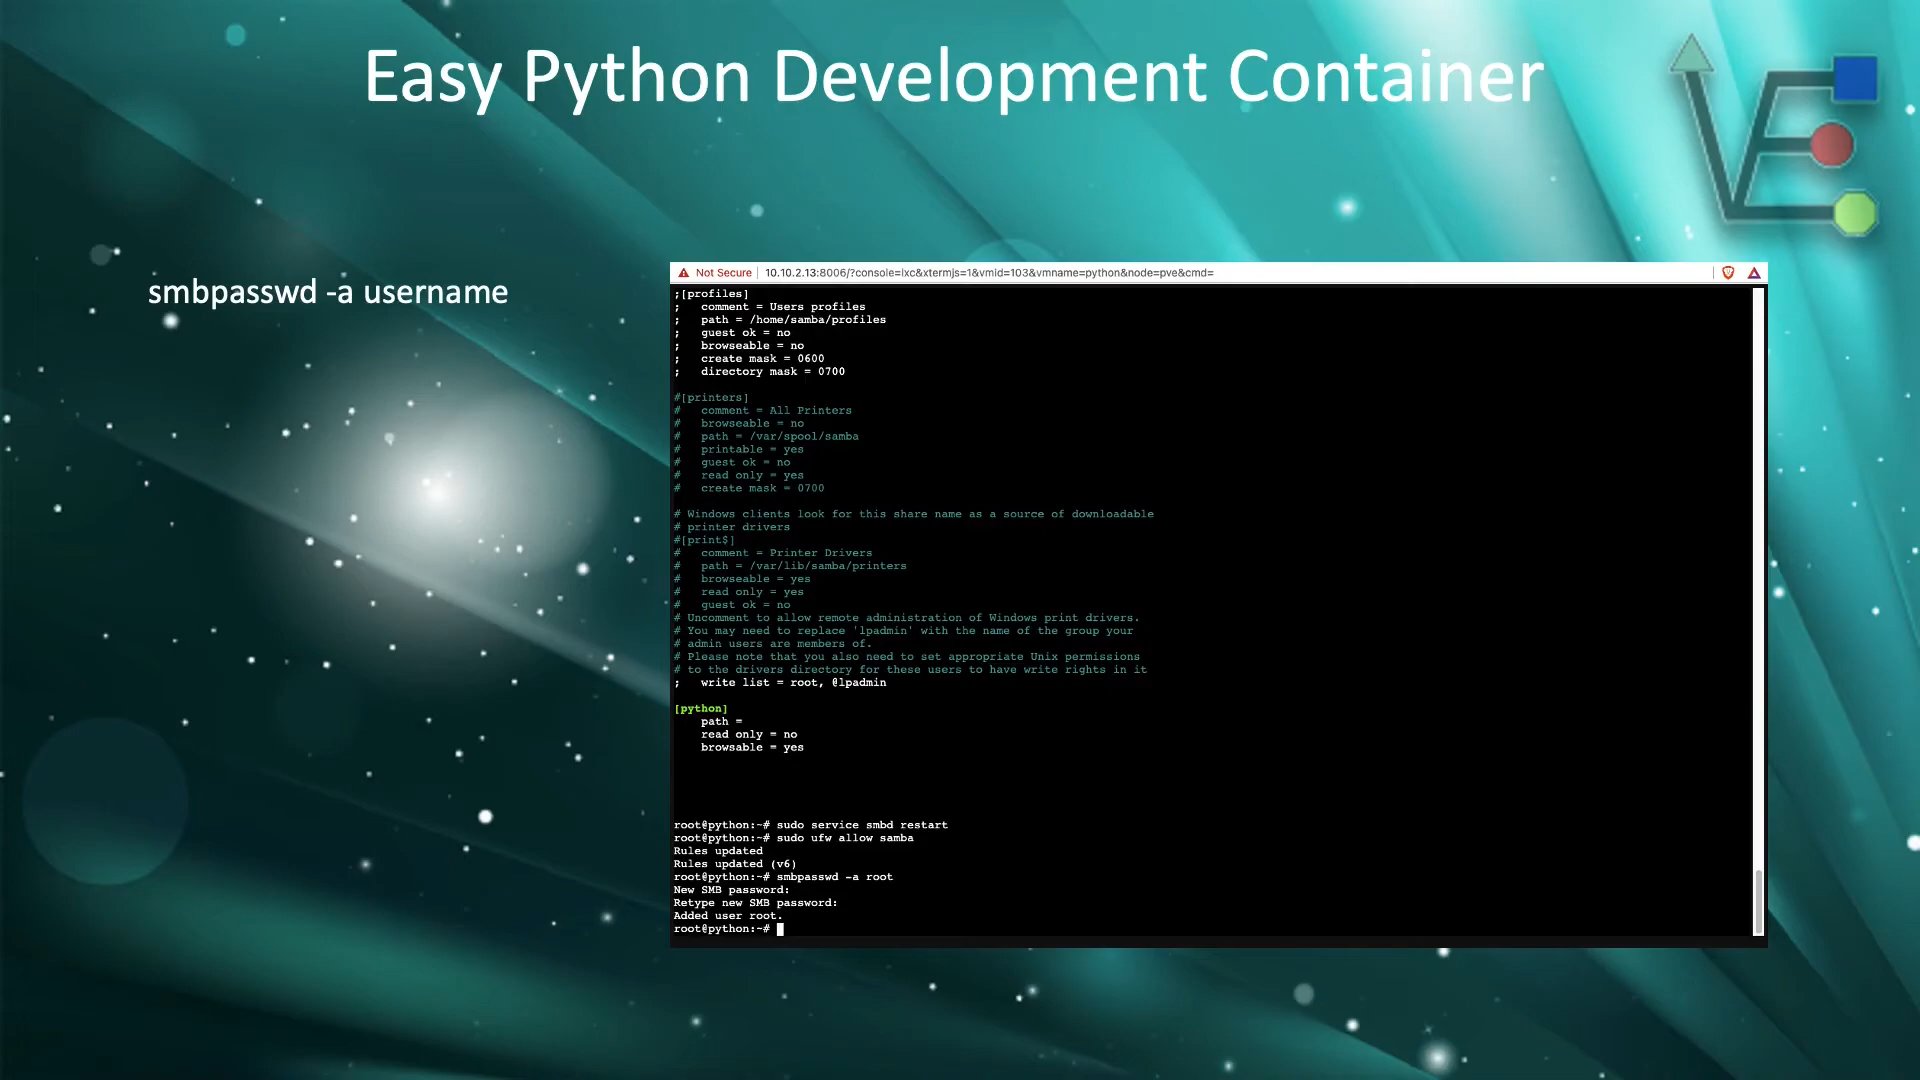 Easy Python Development Container
smbpasswd -a username
Not Secure 10.10.2.13:8006/?console=lxc&xtermjs=1&vmid=103&vmname=python&node=pve&cmd=
;[profiles]
;   comment = Users profiles
;   path = /home/samba/profiles
;   guest ok = no
;   browseable = no
;   create mask = 0600
;   directory mask = 0700
#[printers]
#   comment = All Printers
#   browseable = no
#   path = /var/spool/samba
#   printable = yes
#   guest ok = no
#   read only = yes
#   create mask = 0700
# Windows clients look for this share name as a source of downloadable
# printer drivers
#[print$]
#   comment = Printer Drivers
#   path = /var/lib/samba/printers
#   browseable = yes
#   read only = yes
#   guest ok = no
# Uncomment to allow remote administration of Windows print drivers.
# You may need to replace 'lpadmin' with the name of the group your
# admin users are members of.
# Please note that you also need to set appropriate Unix permissions
# to the drivers directory for these users to have write rights in it
;   write list = root, @lpadmin
[python]
    path =
    read only = no
    browsable = yes
root@python:~# sudo service smbd restart
root@python:~# sudo ufw allow samba
Rules updated
Rules updated (v6)
root@python:~# smbpasswd -a root
New SMB password:
Retype new SMB password:
Added user root.
root@python:~#